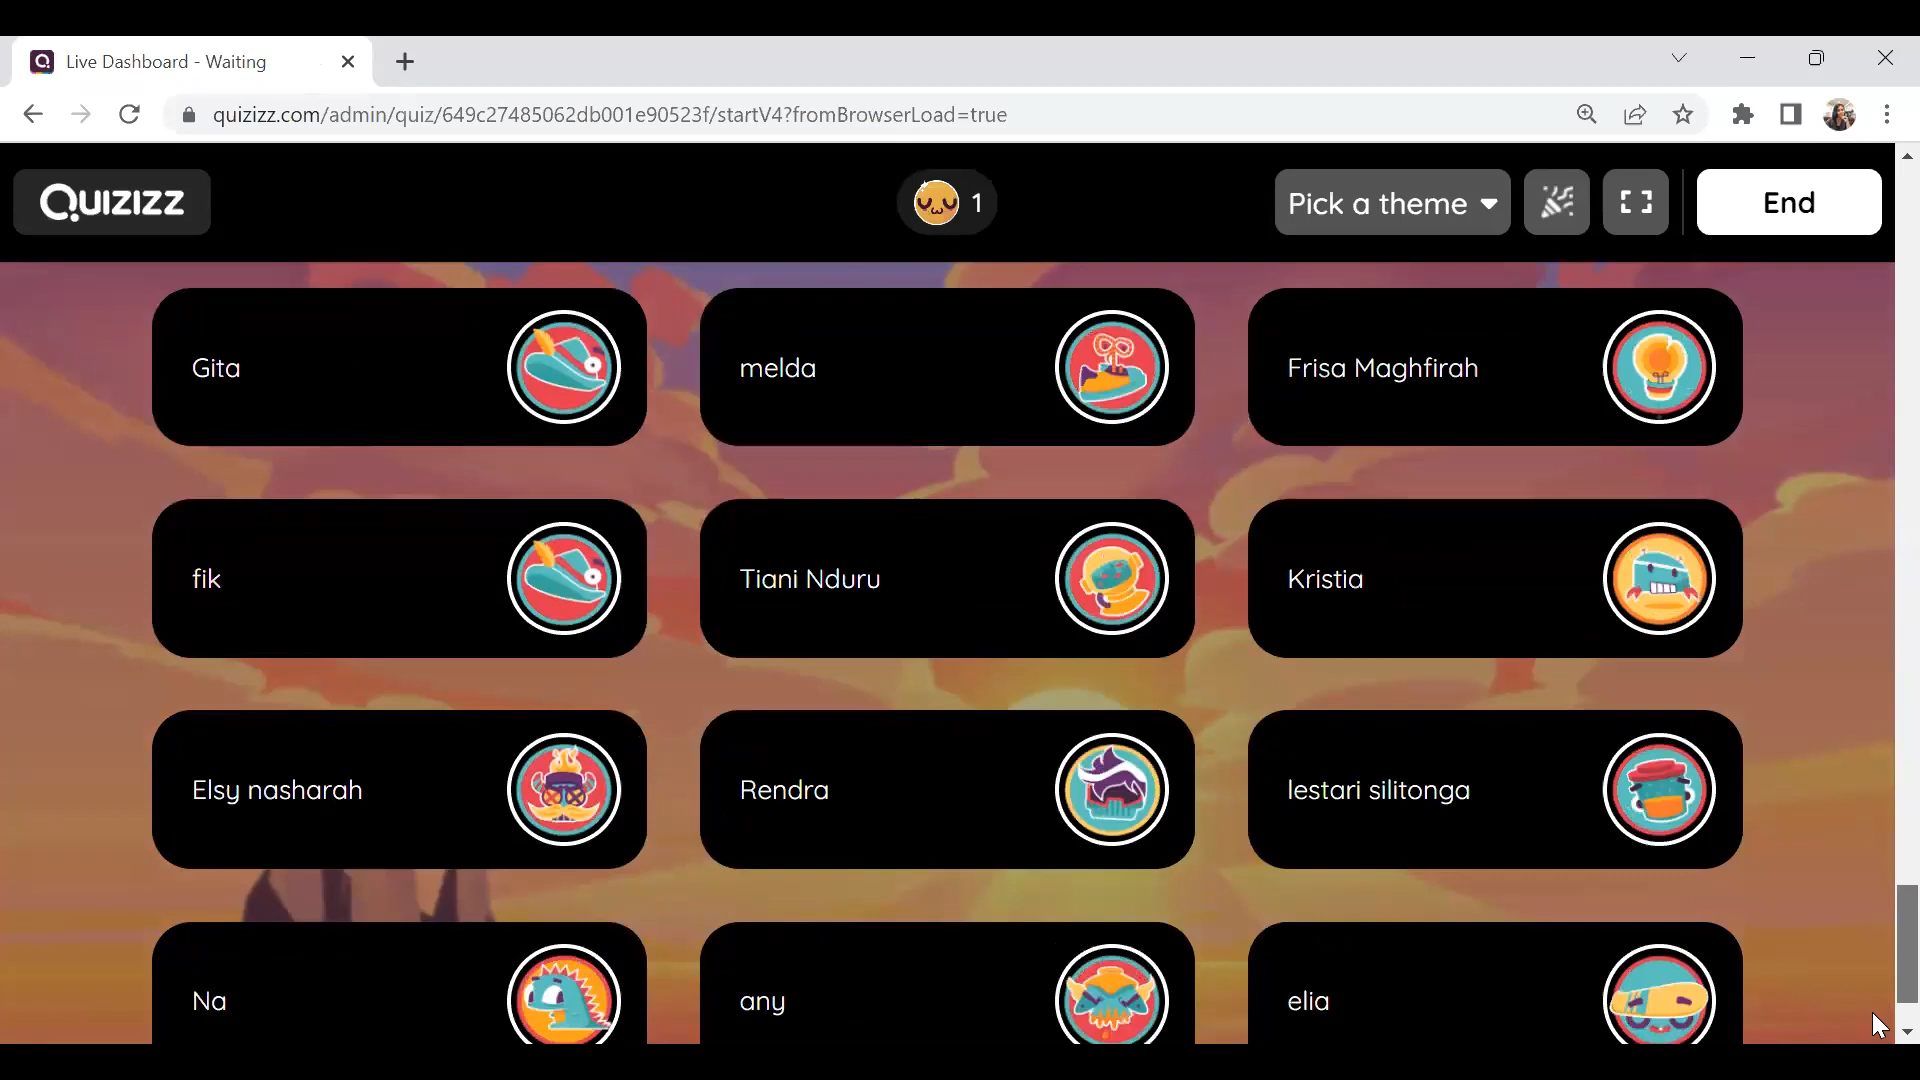 Live Dashboard - Waiting
quizizz.com/admin/quiz/649c27485062db001e90523f/startV4?fromBrowserLoad=true
QUIZIZZ
1
Pick a theme
End
Gita
melda
Frisa Maghfirah
fik
Tiani Nduru
Kristia
Elsy nasharah
Rendra
lestari silitonga
Na
any
elia